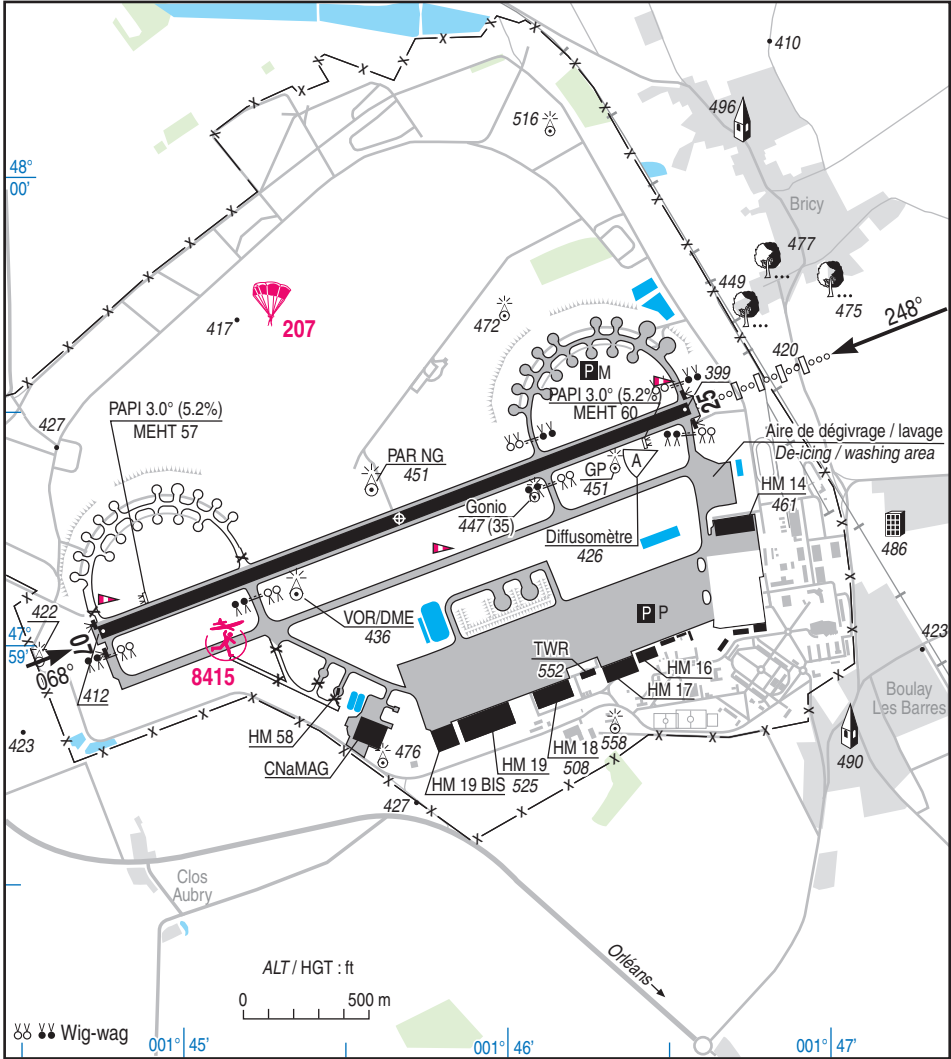 410
496
516
48°
00'
Bricy
477
449
475
417
207
472
248°
420
399
P M
PAPI 3.0° (5.2%)
MEHT 60
25
PAPI 3.0° (5.2%)
MEHT 57
427
PAR NG
451
GP
451
A
Aire de dégivrage / lavage
De-icing / washing area
HM 14
461
Gonio
447 (35)
Diffusomètre
426
486
422
47°
59'
07
068°
412
VOR/DME
436
P P
8415
TWR
552
HM 16
HM 17
423
Boulay
Les Barres
423
HM 58
CNaMAG
476
HM 18
508
558
HM 19
525
HM 19 BIS
490
427
Clos
Aubry
Orléans
ALT / HGT : ft
0 500 m
Wig-wag
001° 45'
001° 46'
001° 47'